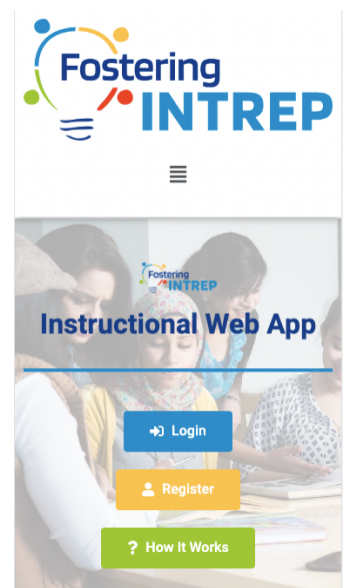 Fostering
INTREP
Fostering
INTREP
Instructional Web App
Login
Register
? How It Works